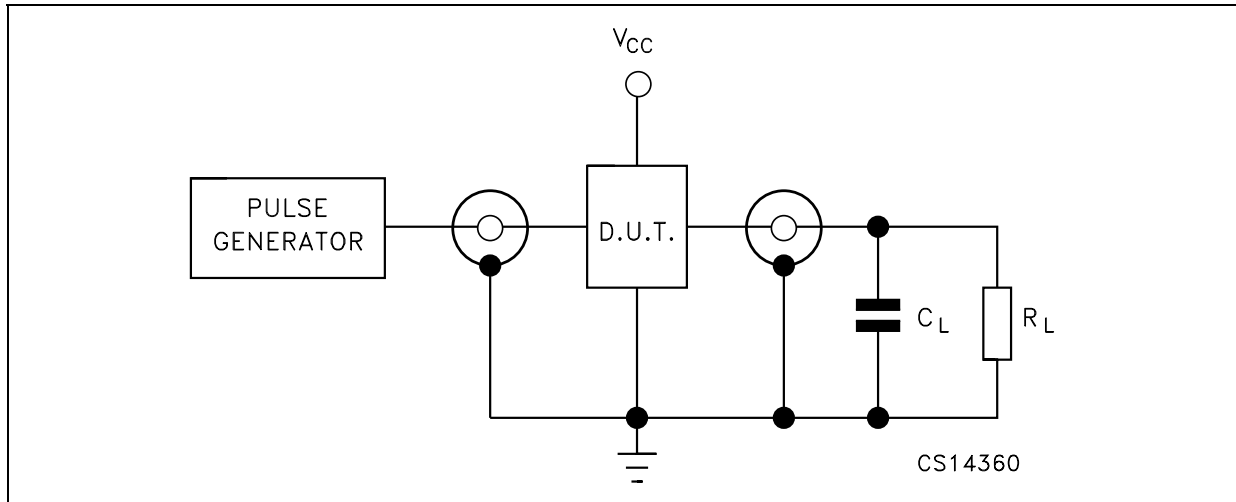 VCC
PULSE
GENERATOR
D.U.T.
CL
RL
CS14360